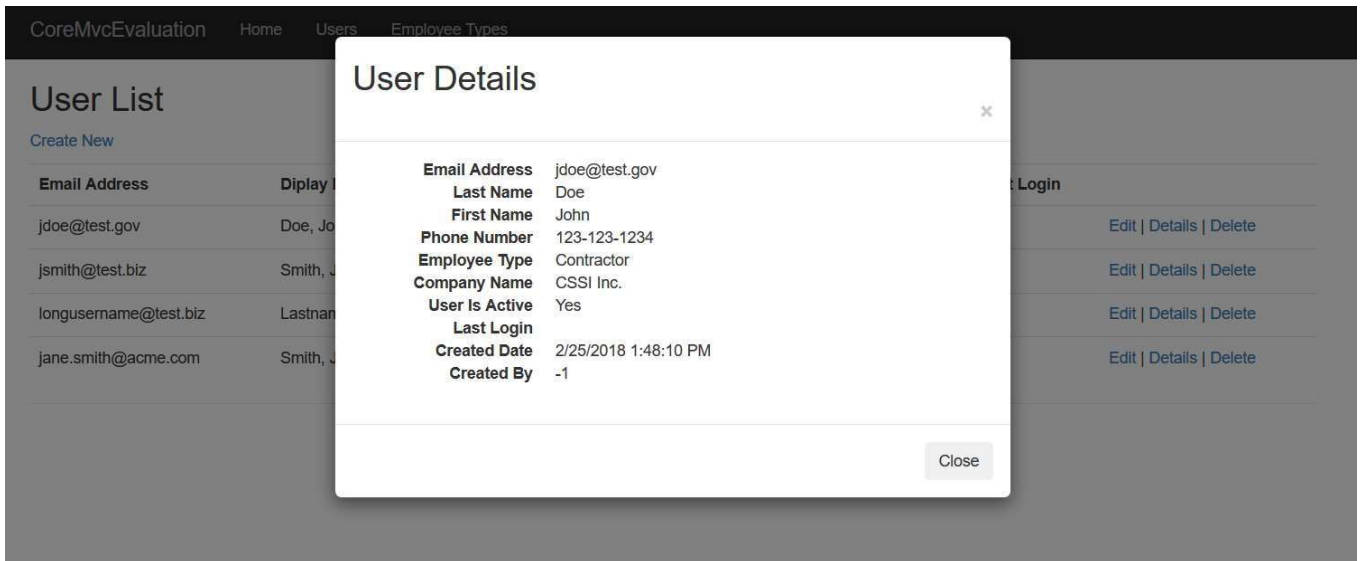 CoreMvcEvaluation Home Users Employee Types
User List
Create New
Email Address Diplay t Login
jdoe@test.gov Doe, Jo Edit | Details | Delete
jsmith@test.biz Smith, J Edit | Details | Delete
longusername@test.biz Lastnam Edit | Details | Delete
jane.smith@acme.com Smith, J Edit | Details | Delete
User Details
×
Email Address jdoe@test.gov
Last Name Doe
First Name John
Phone Number 123-123-1234
Employee Type Contractor
Company Name CSSI Inc.
User Is Active Yes
Last Login
Created Date 2/25/2018 1:48:10 PM
Created By -1
Close